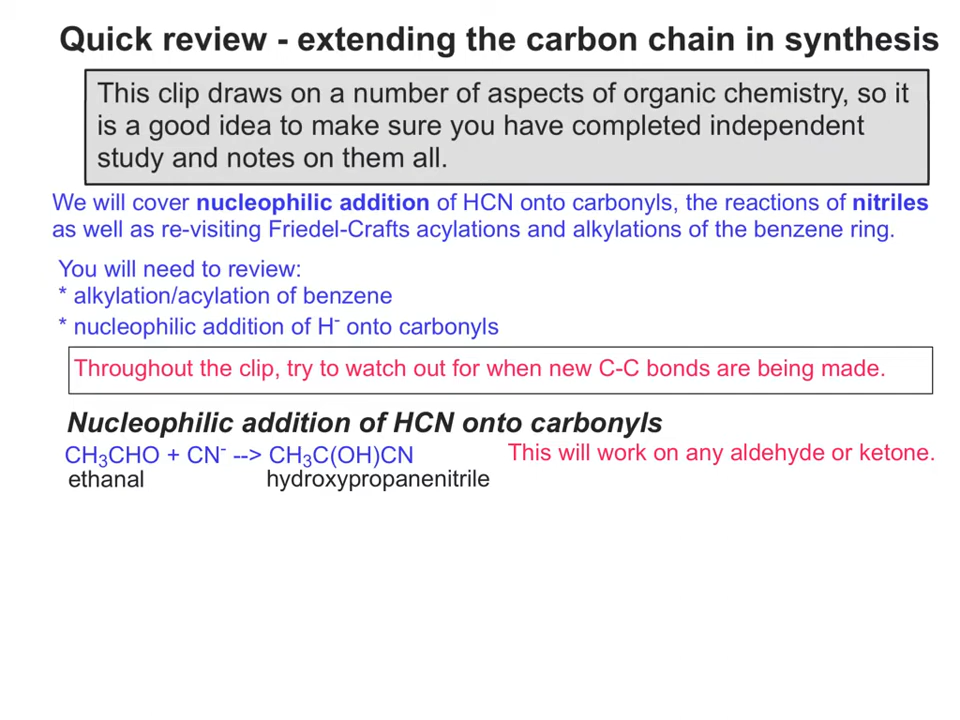 Quick review - extending the carbon chain in synthesis
This clip draws on a number of aspects of organic chemistry, so it
is a good idea to make sure you have completed independent
study and notes on them all.
We will cover nucleophilic addition of HCN onto carbonyls, the reactions of nitriles
as well as re-visiting Friedel-Crafts acylations and alkylations of the benzene ring.
You will need to review:
* alkylation/acylation of benzene
* nucleophilic addition of H⁻ onto carbonyls
Throughout the clip, try to watch out for when new C-C bonds are being made.
Nucleophilic addition of HCN onto carbonyls
CH₃CHO + CN⁻ --> CH₃C(OH)CN This will work on any aldehyde or ketone.
ethanal hydroxypropanenitrile